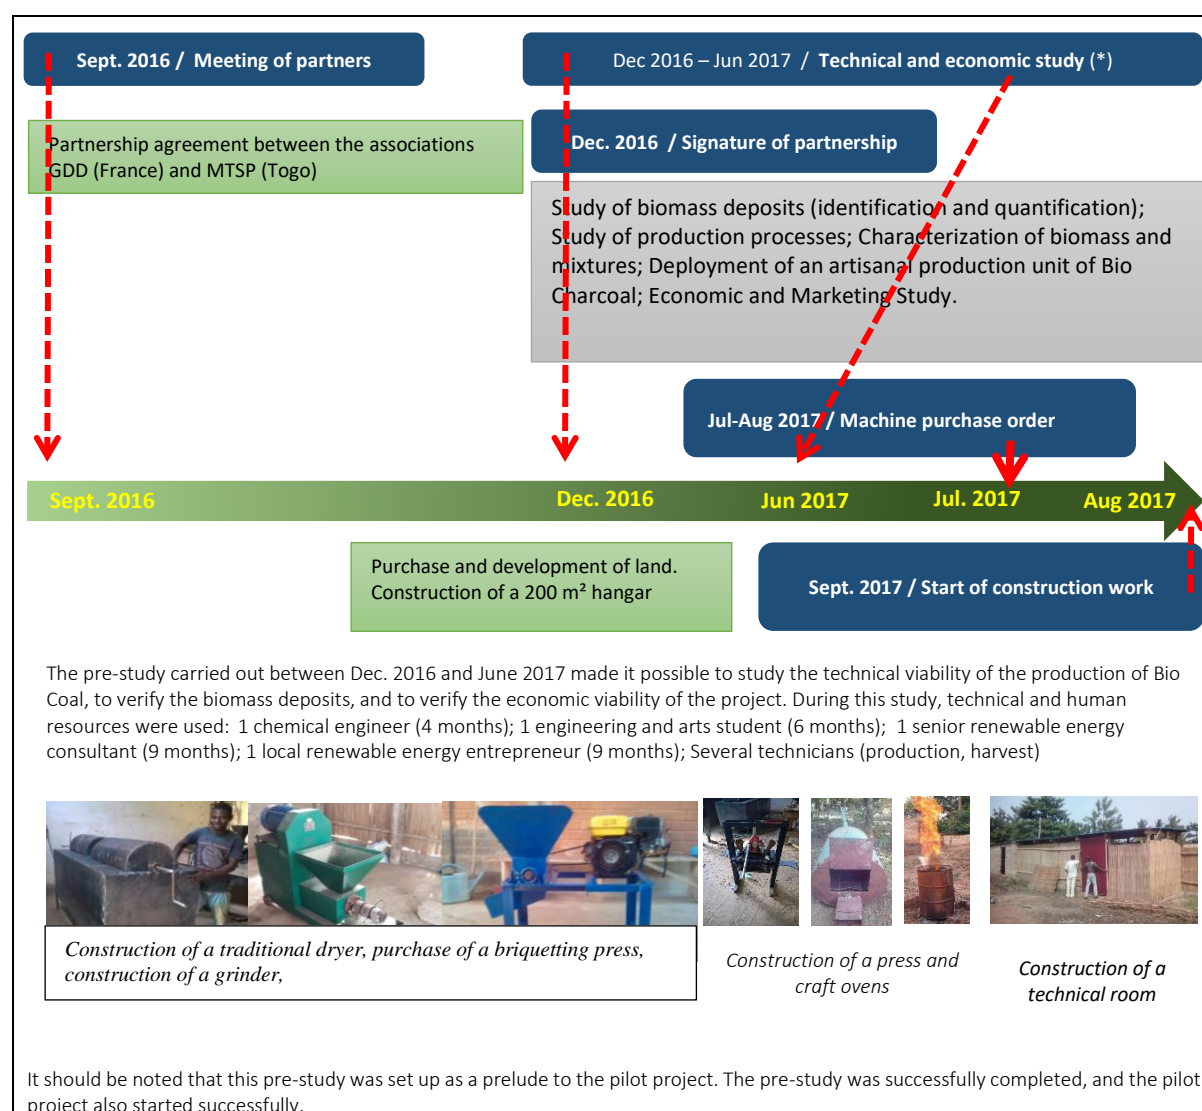 Sept. 2016 / Meeting of partners
Dec 2016 – Jun 2017 / Technical and economic study (*)
Partnership agreement between the associations
GDD (France) and MTSP (Togo)
Dec. 2016 / Signature of partnership
Study of biomass deposits (identification and quantification);
Study of production processes; Characterization of biomass and
mixtures; Deployment of an artisanal production unit of Bio
Charcoal; Economic and Marketing Study.
Jul-Aug 2017 / Machine purchase order
Sept. 2016
Dec. 2016
Jun 2017
Jul. 2017
Aug 2017
Purchase and development of land.
Construction of a 200 m² hangar
Sept. 2017 / Start of construction work
The pre-study carried out between Dec. 2016 and June 2017 made it possible to study the technical viability of the production of Bio
Coal, to verify the biomass deposits, and to verify the economic viability of the project. During this study, technical and human
resources were used: 1 chemical engineer (4 months); 1 engineering and arts student (6 months); 1 senior renewable energy
consultant (9 months); 1 local renewable energy entrepreneur (9 months); Several technicians (production, harvest)
Construction of a traditional dryer, purchase of a briquetting press,
construction of a grinder,
Construction of a press and
craft ovens
Construction of a
technical room
It should be noted that this pre-study was set up as a prelude to the pilot project. The pre-study was successfully completed, and the pilot
project also started successfully.